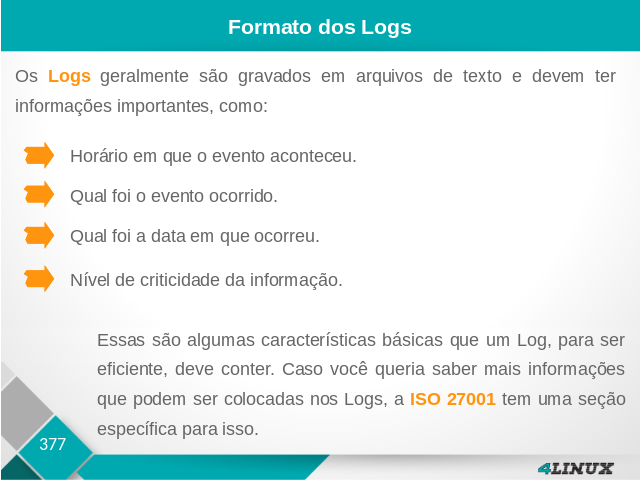 Formato dos Logs
Os Logs geralmente são gravados em arquivos de texto e devem ter
informações importantes, como:
Horário em que o evento aconteceu.
Qual foi o evento ocorrido.
Qual foi a data em que ocorreu.
Nível de criticidade da informação.
Essas são algumas características básicas que um Log, para ser
eficiente, deve conter. Caso você queria saber mais informações
que podem ser colocadas nos Logs, a ISO 27001 tem uma seção
específica para isso.
377
4LINUX